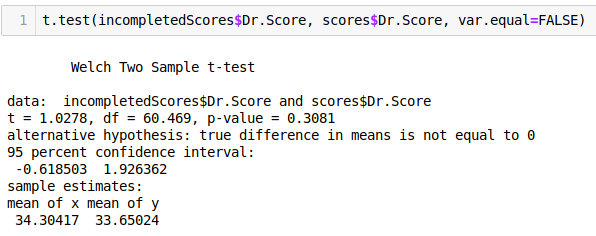 1 t.test(incompletedScores$Dr.Score, scores$Dr.Score, var.equal=FALSE)
Welch Two Sample t-test
data:  incompletedScores$Dr.Score and scores$Dr.Score
t = 1.0278, df = 60.469, p-value = 0.3081
alternative hypothesis: true difference in means is not equal to 0
95 percent confidence interval:
-0.618503  1.926362
sample estimates:
mean of x mean of y
34.30417  33.65024